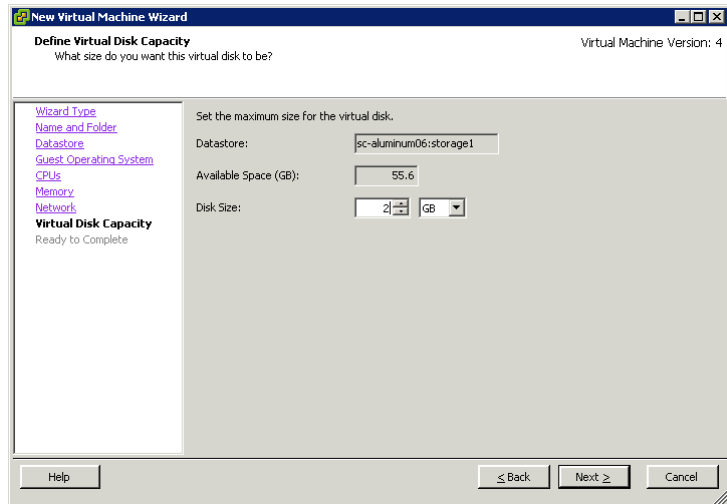 New Virtual Machine Wizard
Define Virtual Disk Capacity
What size do you want this virtual disk to be?
Virtual Machine Version: 4
Wizard Type
Name and Folder
Datastore
Guest Operating System
CPUs
Memory
Network
Virtual Disk Capacity
Ready to Complete
Set the maximum size for the virtual disk.
Datastore: sc-aluminum06:storage1
Available Space (GB): 55.6
Disk Size: 2 GB
Help
< Back
Next >
Cancel